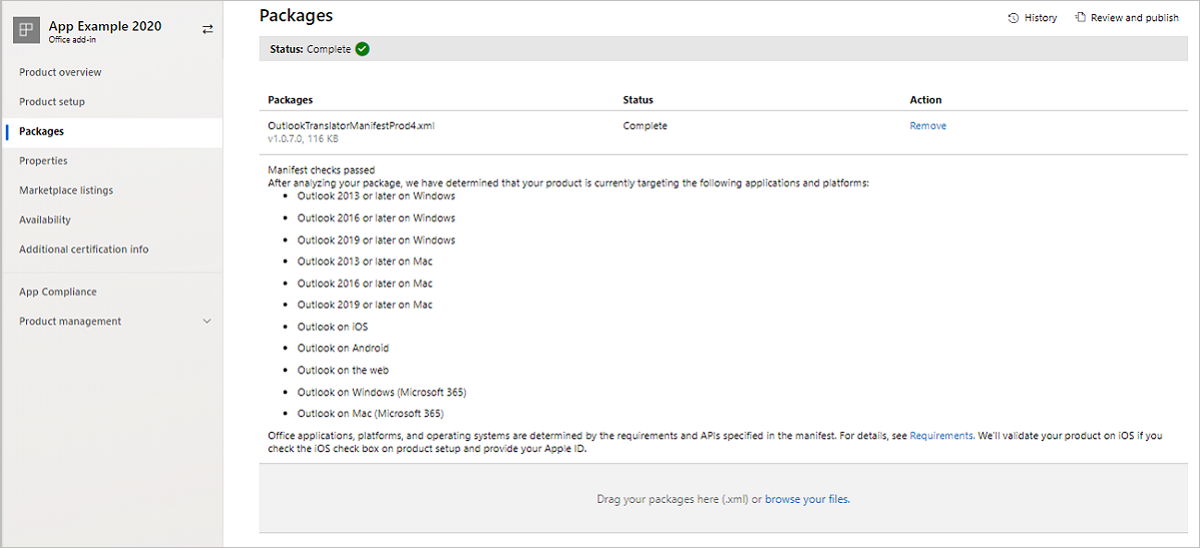 App Example 2020
Office add-in
Product overview
Product setup
Packages
Properties
Marketplace listings
Availability
Additional certification info
App Compliance
Product management
Packages
History
Review and publish
Status: Complete
Packages
Status
Action
OutlookTranslatorManifestProd4.xml
Complete
Remove
v1.0.7.0, 116 KB
Manifest checks passed
After analyzing your package, we have determined that your product is currently targeting the following applications and platforms:
• Outlook 2013 or later on Windows
• Outlook 2016 or later on Windows
• Outlook 2019 or later on Windows
• Outlook 2013 or later on Mac
• Outlook 2016 or later on Mac
• Outlook 2019 or later on Mac
• Outlook on iOS
• Outlook on Android
• Outlook on the web
• Outlook on Windows (Microsoft 365)
• Outlook on Mac (Microsoft 365)
Office applications, platforms, and operating systems are determined by the requirements and APIs specified in the manifest. For details, see Requirements. We'll validate your product on iOS if you
check the iOS check box on product setup and provide your Apple ID.
Drag your packages here (.xml) or browse your files.